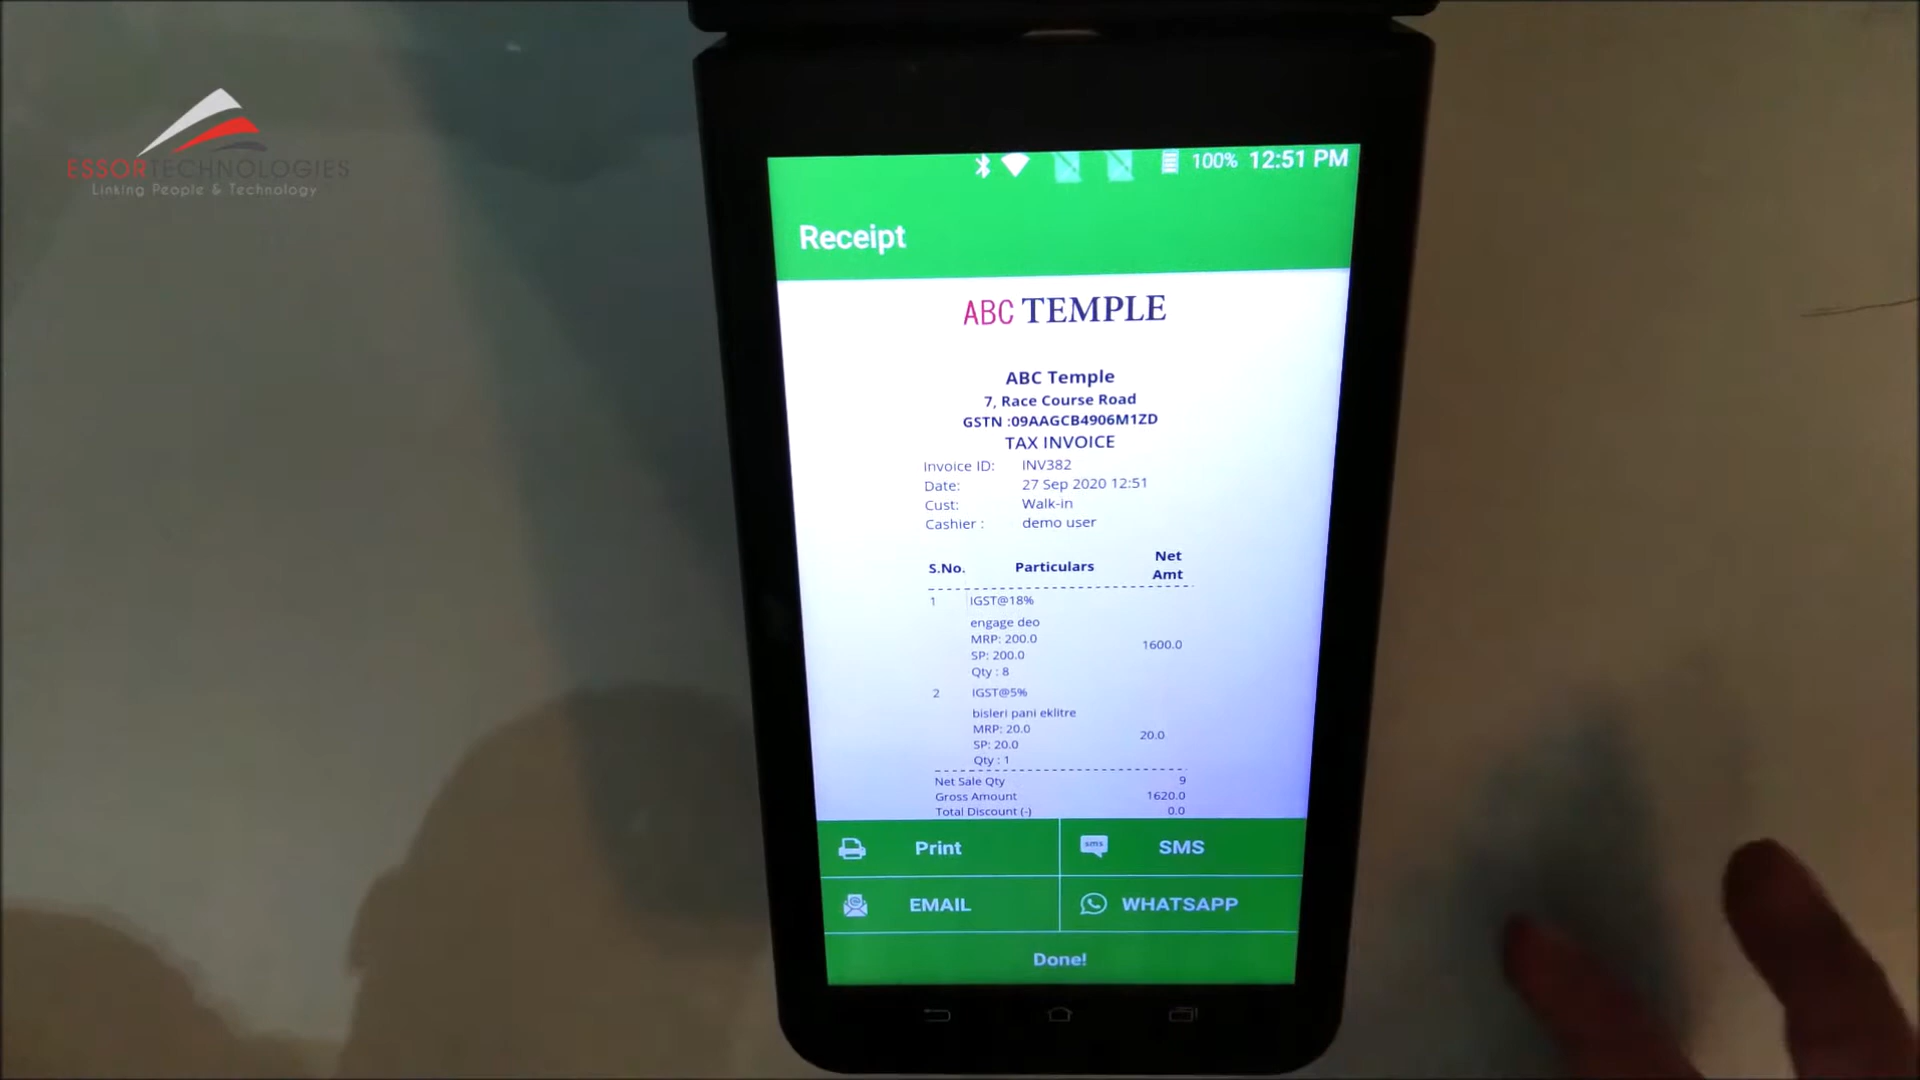 ESSORTECHNOLOGIES
Linking People & Technology
100% 12:51 PM
Receipt
ABC TEMPLE
ABC Temple
7, Race Course Road
GSTN :09AAGCB4906M1ZD
TAX INVOICE
Invoice ID: INV382
Date: 27 Sep 2020 12:51
Cust: Walk-in
Cashier : demo user
S.No. Particulars Net Amt
1 IGST@18%
engage deo
MRP: 200.0
SP: 200.0
Qty : 8
1600.0
2 IGST@5%
bisleri pani eklitre
MRP: 20.0
SP: 20.0
Qty : 1
20.0
Net Sale Qty 9
Gross Amount 1620.0
Total Discount (-) 0.0
Print
sms SMS
EMAIL
WHATSAPP
Done!